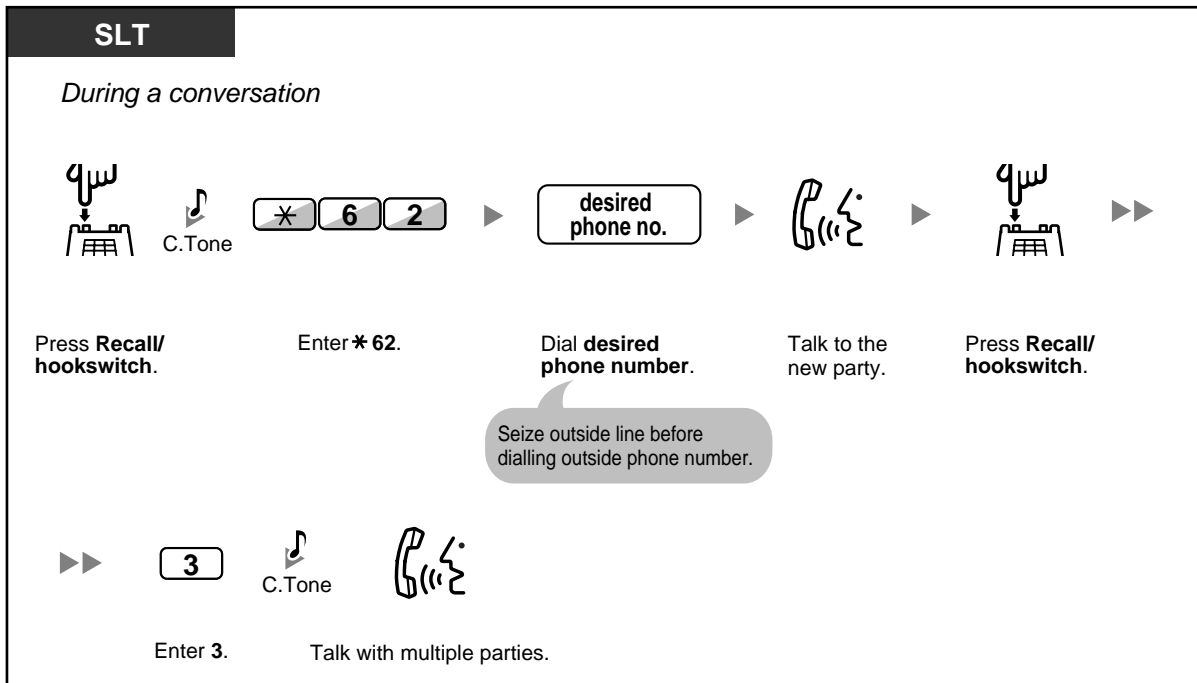 SLT
During a conversation
C.Tone
* 6 2
desired
phone no.
Press Recall/
hookswitch.
Enter * 62.
Dial desired
phone number.
Talk to the
new party.
Press Recall/
hookswitch.
Seize outside line before
dialling outside phone number.
3
C.Tone
Enter 3.
Talk with multiple parties.